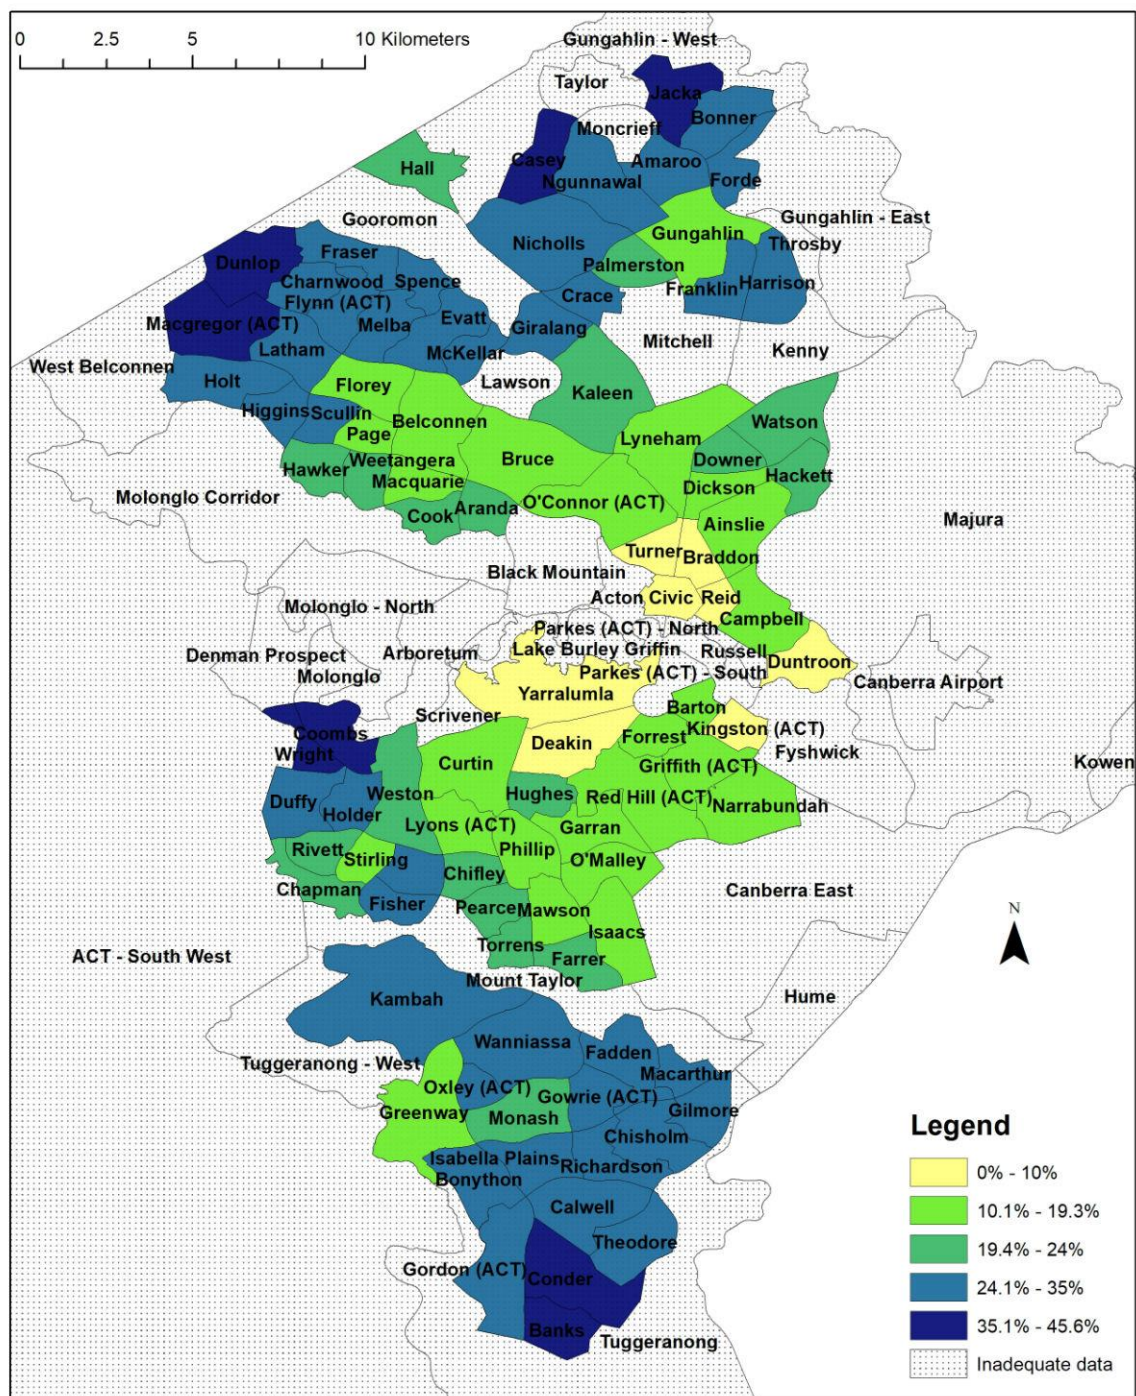 0 2.5 5 10 Kilometers
Gungahlin - West
Taylor
Jacka
Bonner
Moncrieff
Casey
Amaroo
Hall
Ngunnawal
Forde
Gooromon
Gungahlin - East
Gungahlin
Nicholls
Throsby
Fraser
Dunlop
Palmerston
Charnwood
Spence
Franklin
Harrison
Crace
Flynn (ACT)
Evatt
Macgregor (ACT)
Melba
Giralang
Mitchell
Latham
McKellar
Kenny
West Belconnen
Holt
Florey
Lawson
Kaleen
Higgins
Scullin
Belconnen
Watson
Page
Lyneham
Hawker
Weetangera
Bruce
Downer
Hackett
Macquarie
Dickson
Molonglo Corridor
O'Connor (ACT)
Cook
Aranda
Ainslie
Majura
Turner
Braddon
Black Mountain
Acton
Civic
Reid
Molonglo - North
Campbell
Parkes (ACT) - North
Denman Prospect
Arboretum
Lake Burley Griffin
Russell
Duntroon
Molonglo
Parkes (ACT) - South
Canberra Airport
Yarralumla
Scrivener
Barton
Coombs
Deakin
Forrest
Kingston (ACT)
Wright
Fyshwick
Curtin
Griffith (ACT)
Kowen
Duffy
Weston
Hughes
Red Hill (ACT)
Narrabundah
Holder
Lyons (ACT)
Garran
Rivett
Stirling
Phillip
O'Malley
Chapman
Chifley
Canberra East
Fisher
Pearce
Mawson
N
Isaacs
Torrens
ACT - South West
Farrer
Mount Taylor
Kambah
Hume
Wanniassa
Fadden
Tuggeranong - West
Macarthur
Oxley (ACT)
Gowrie (ACT)
Greenway
Monash
Gilmore
Legend
Chisholm
Isabella Plains
Richardson
Bonython
0% - 10%
Calwell
10.1% - 19.3%
Theodore
19.4% - 24%
Gordon (ACT)
Conder
24.1% - 35%
Banks
35.1% - 45.6%
Tuggeranong
Inadequate data